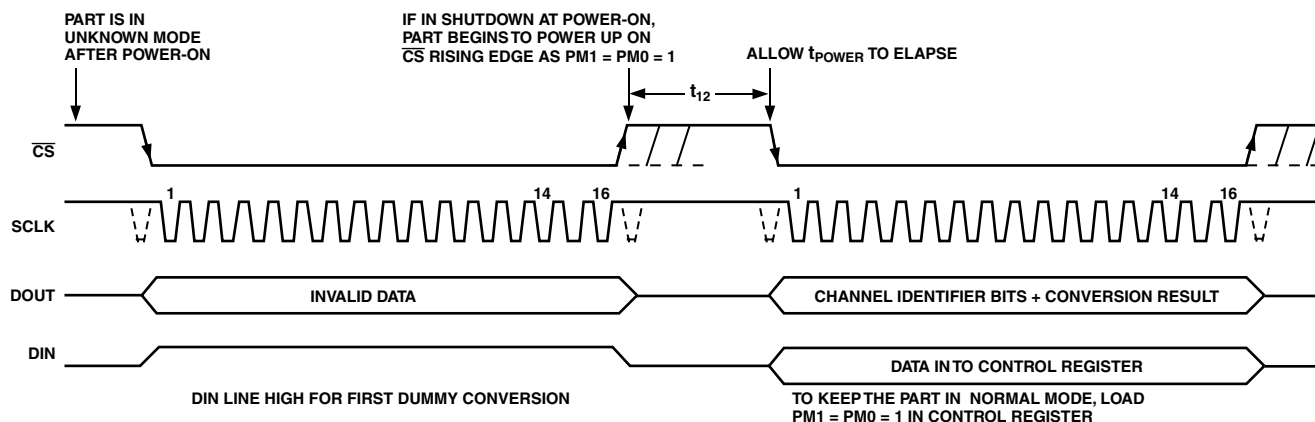 PART IS IN
UNKNOWN MODE
AFTER POWER-ON
IF IN SHUTDOWN AT POWER-ON,
PART BEGINS TO POWER UP ON
CS RISING EDGE AS PM1 = PM0 = 1
ALLOW tPOWER TO ELAPSE
t12
CS
1
14
16
1
14
16
SCLK
DOUT
INVALID DATA
CHANNEL IDENTIFIER BITS + CONVERSION RESULT
DIN
DATA IN TO CONTROL REGISTER
DIN LINE HIGH FOR FIRST DUMMY CONVERSION
TO KEEP THE PART IN NORMAL MODE, LOAD
PM1 = PM0 = 1 IN CONTROL REGISTER